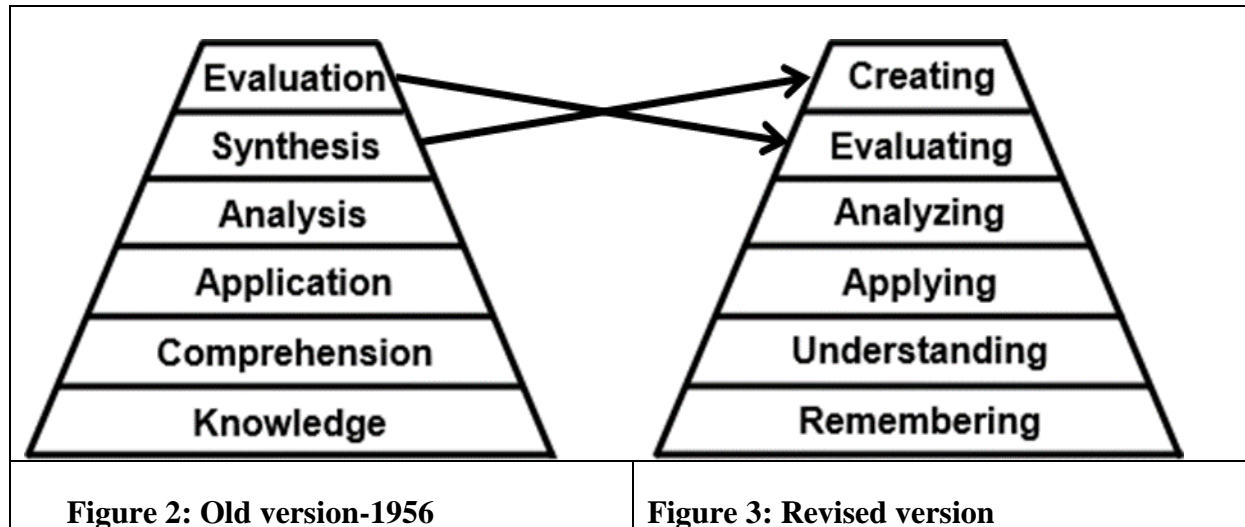 Evaluation
Synthesis
Analysis
Application
Comprehension
Knowledge
Creating
Evaluating
Analyzing
Applying
Understanding
Remembering
Figure 2: Old version-1956
Figure 3: Revised version